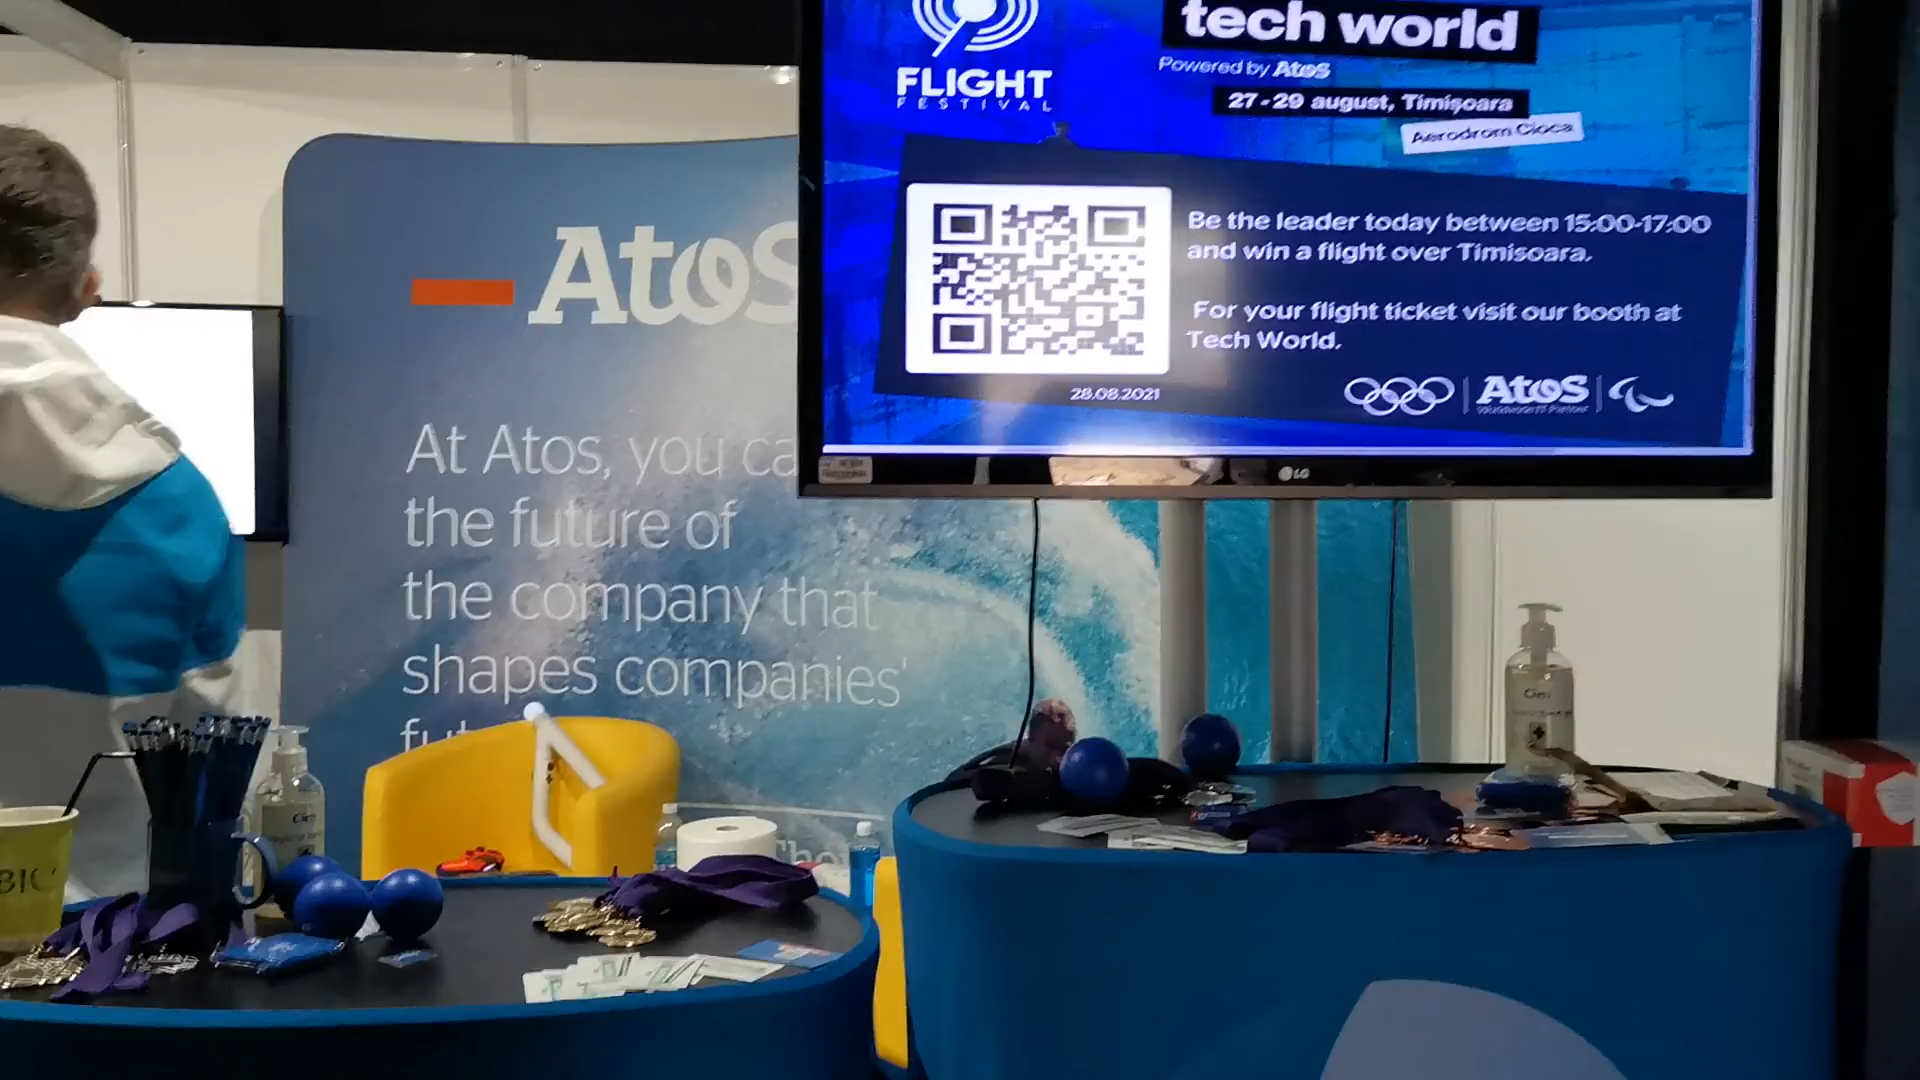 tech world
Powered by Atos
FLIGHT
FESTIVAL
27-29 august, Timișoara
Aerodrom Cioca
Be the leader today between 15:00-17:00
and win a flight over Timisoara.
For your flight ticket visit our booth at
Tech World.
28.08.2021
Atos
LG
Atos
At Atos, you ca
the future of
the company that
shapes companies'